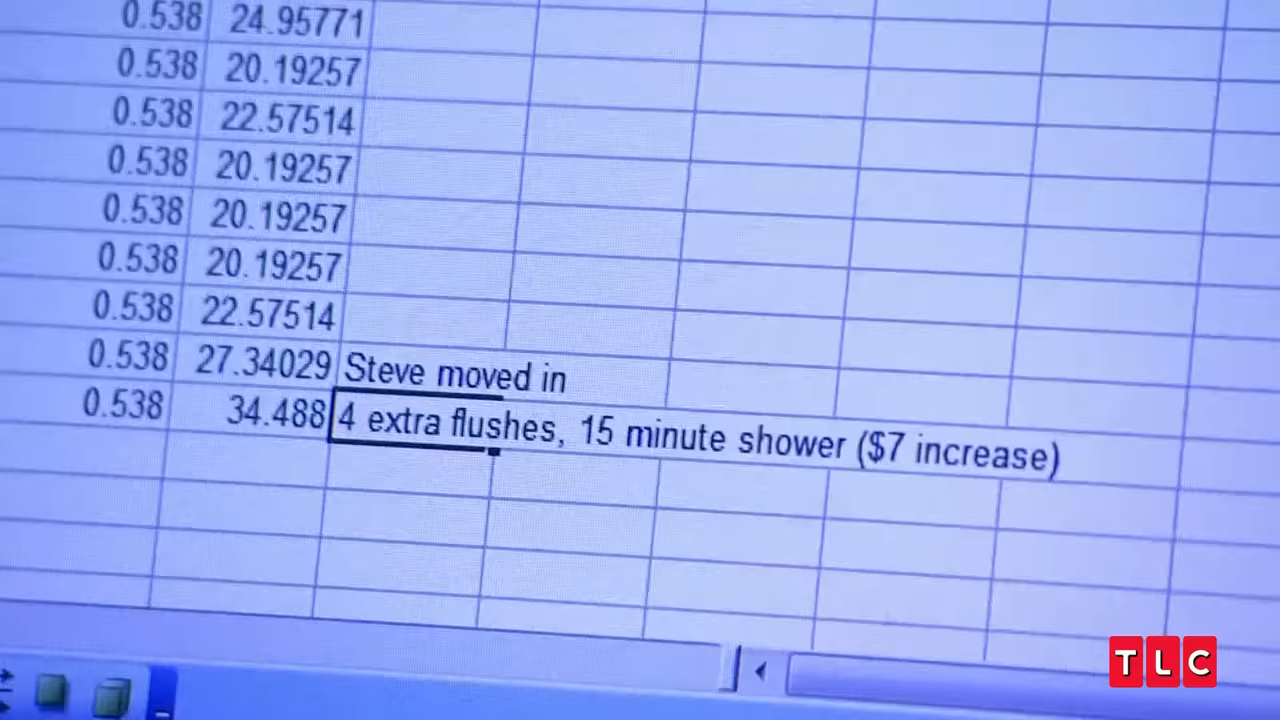 0.538 24.95771
0.538 20.19257
0.538 22.57514
0.538 20.19257
0.538 20.19257
0.538 20.19257
0.538 22.57514
0.538 27.34029 Steve moved in
0.538 34.488 4 extra flushes, 15 minute shower ($7 increase)
TLC